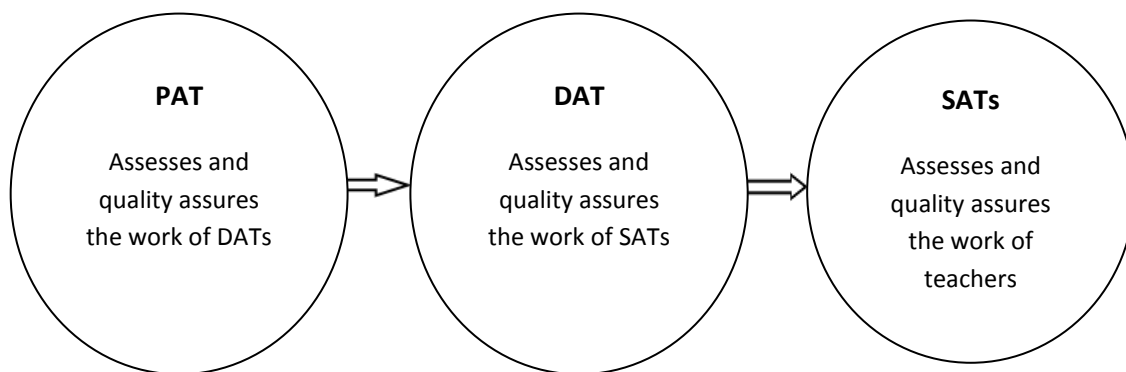 PAT
Assesses and
quality assures
the work of DATs
DAT
Assesses and
quality assures
the work of SATs
SATs
Assesses and
quality assures
the work of
teachers